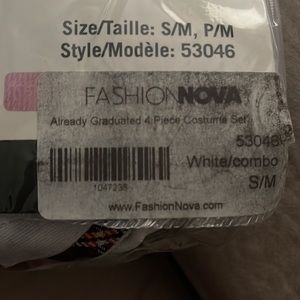 Size/Taille: S/M, P/M
Style/Modèle: 53046
FASHIONNOVA
Already Graduated 4 Piece Costume Set
53046
White/combo
1047238
S/M
www.FashionNova.com